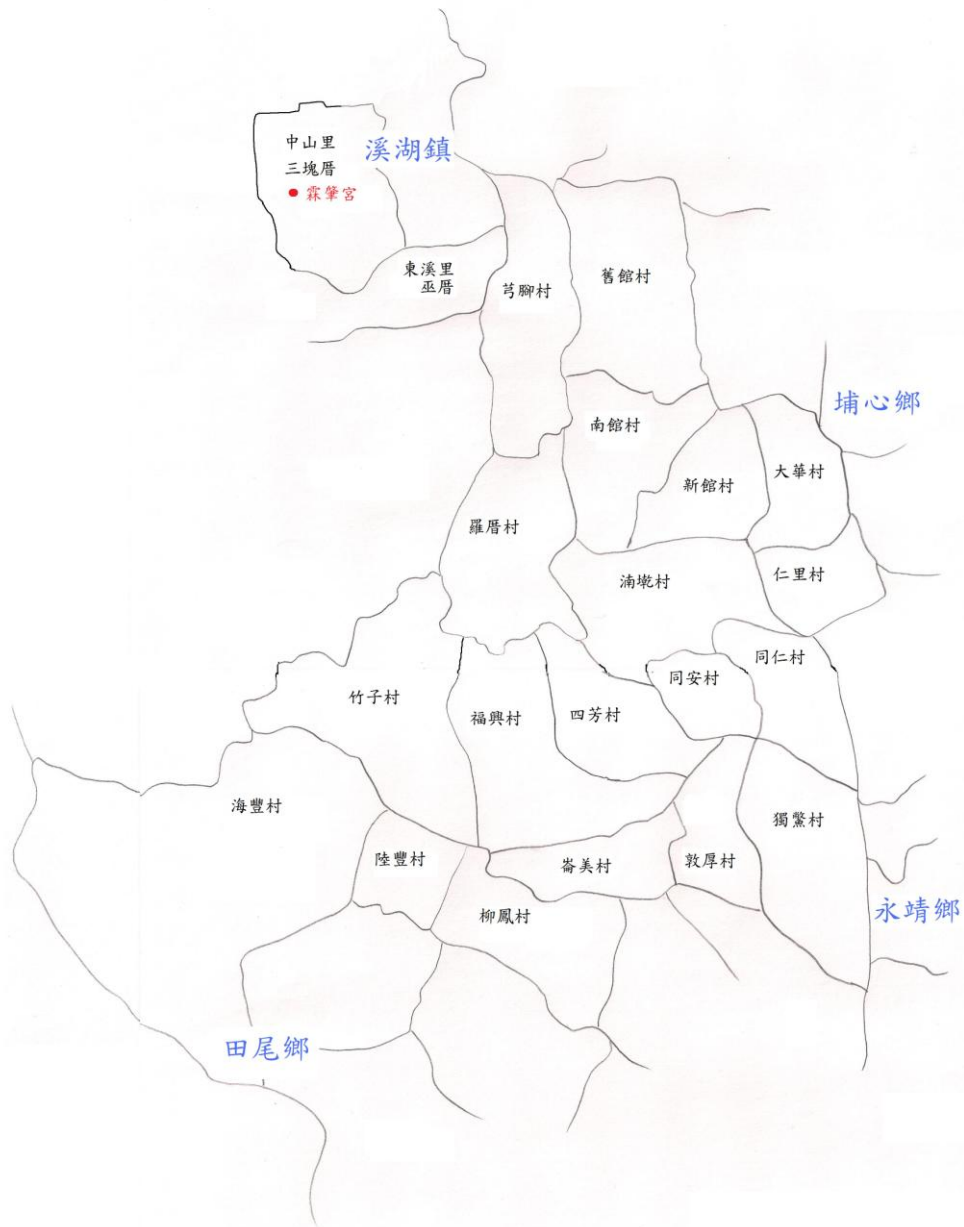 中山里
三塊厝
霖肇宮
溪湖鎮
東溪里
巫厝
芎腳村
舊館村
埔心鄉
南館村
新館村
大華村
羅厝村
湳墘村
仁里村
同仁村
同安村
竹子村
福興村
四芳村
海豐村
獨鰲村
陸豐村
崙美村
敦厚村
柳鳳村
永靖鄉
田尾鄉